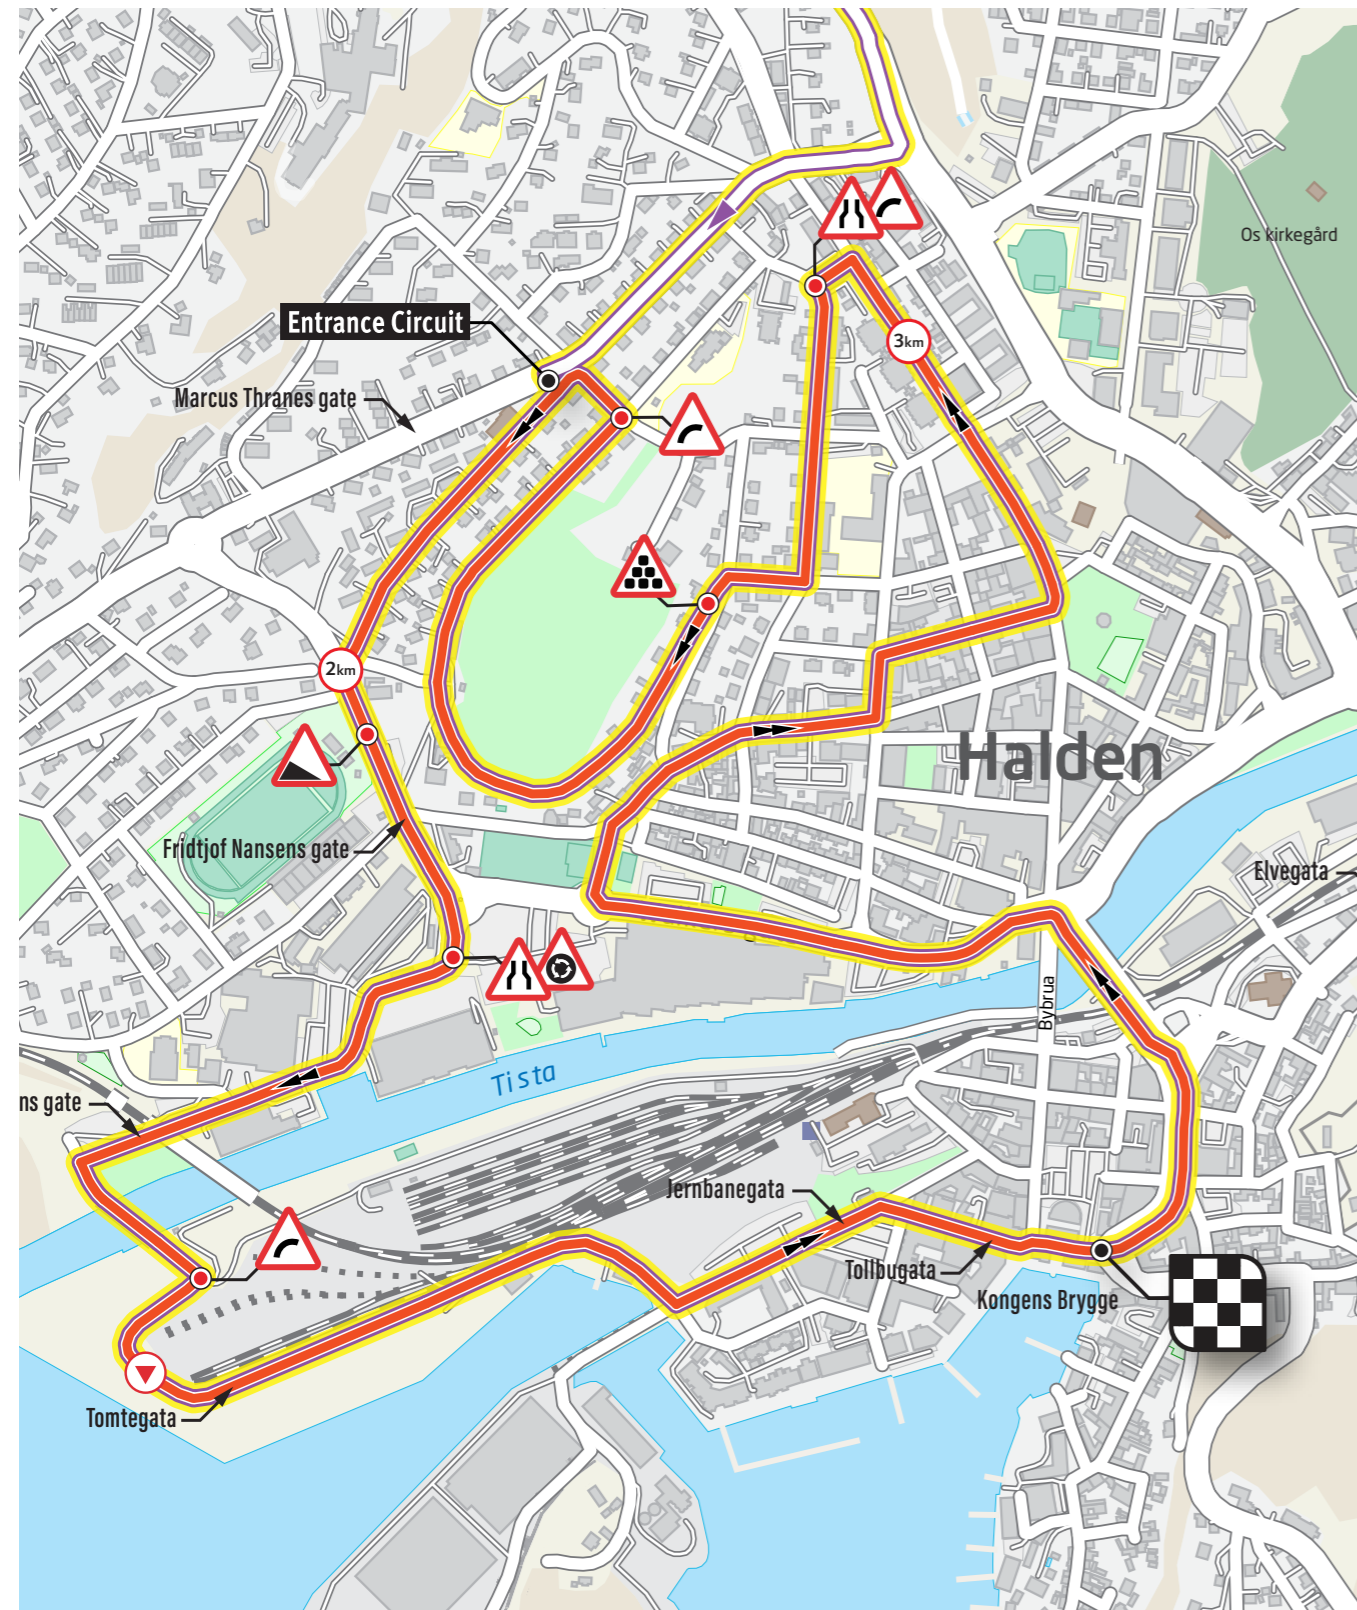 Os kirkegård
Entrance Circuit
3km
Marcus Thranes gate
2km
Halden
Fridtjof Nansens gate
Elvegata
Bybrua
Tista
ns gate
Jernbanegata
Tollbugata
Kongens Brygge
Tomtegata